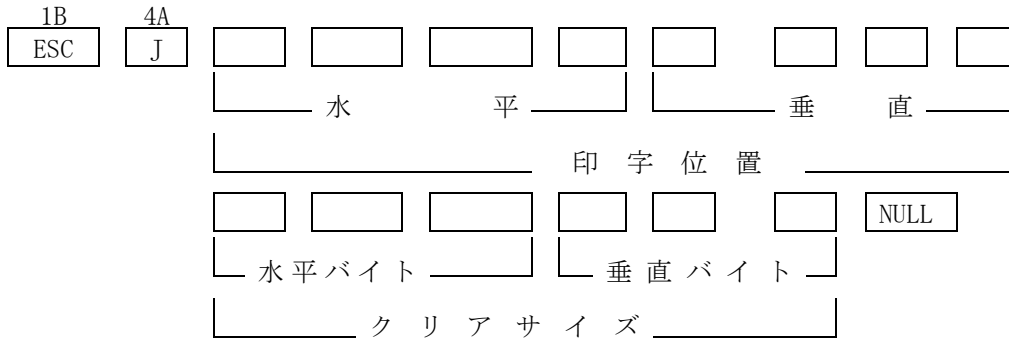 1B 4A
ESC J
水平 垂直
印字位置
NULL
水平バイト 垂直バイト
クリアサイズ